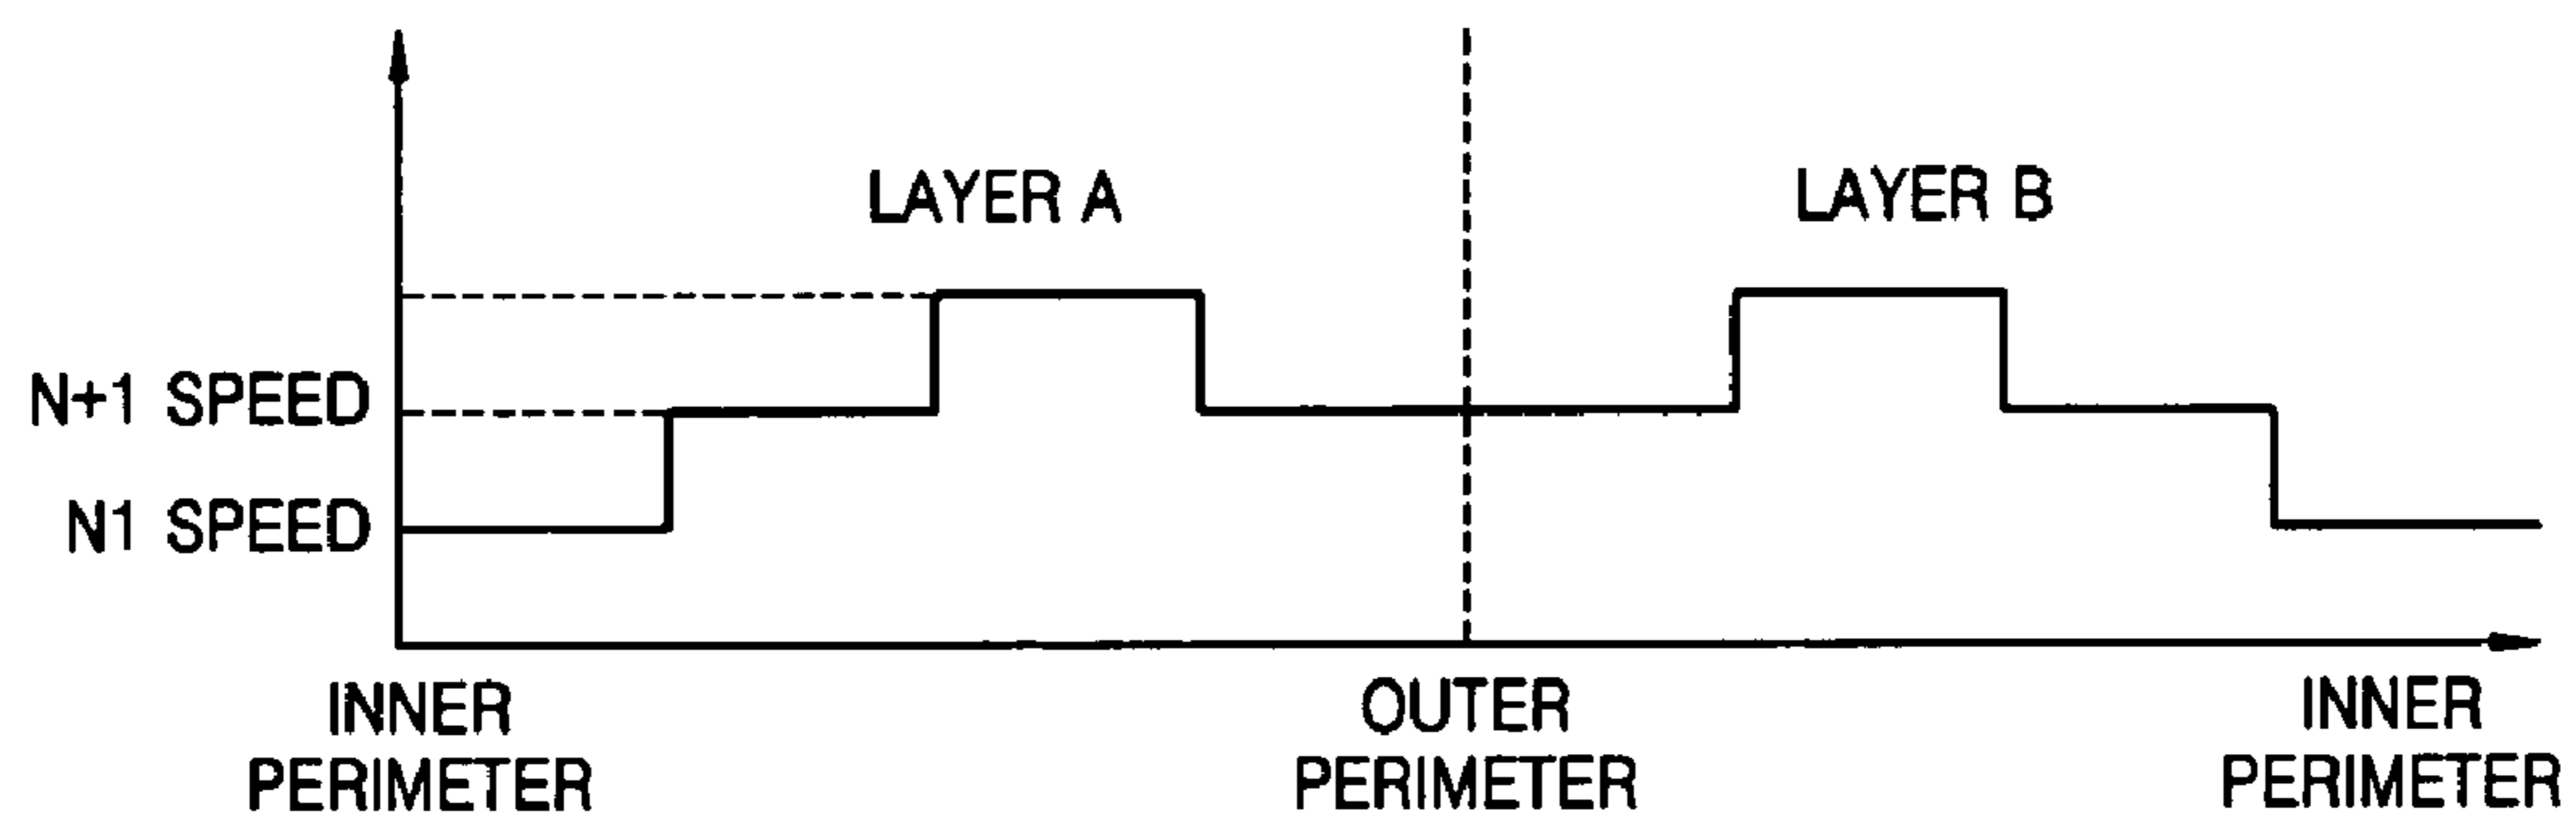 LAYER A
LAYER B
N+1 SPEED
N1 SPEED
INNER
PERIMETER
OUTER
PERIMETER
INNER
PERIMETER